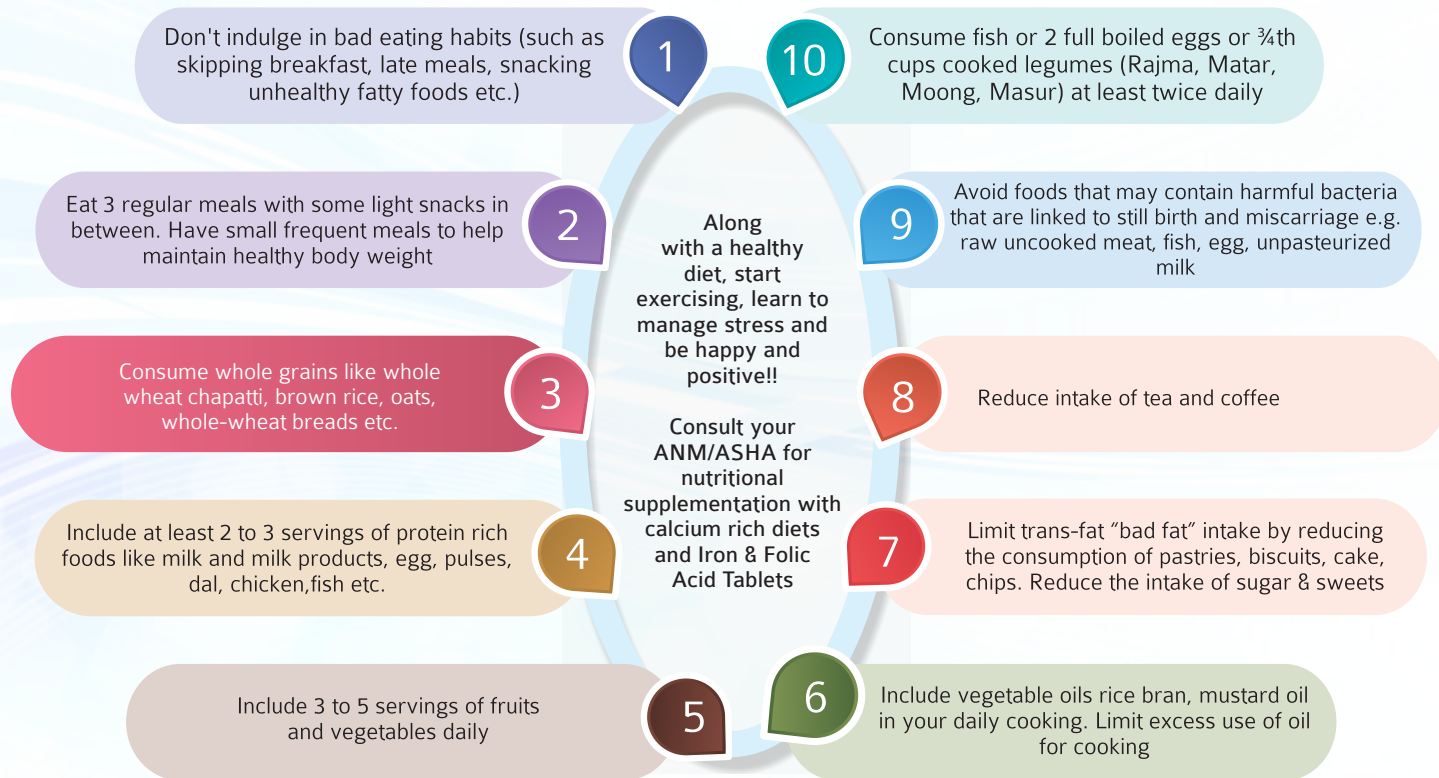 1
Don't indulge in bad eating habits (such as
skipping breakfast, late meals, snacking
unhealthy fatty foods etc.)
2
Eat 3 regular meals with some light snacks in
between. Have small frequent meals to help
maintain healthy body weight
3
Consume whole grains like whole
wheat chapatti, brown rice, oats,
whole-wheat breads etc.
4
Include at least 2 to 3 servings of protein rich
foods like milk and milk products, egg, pulses,
dal, chicken,fish etc.
5
Include 3 to 5 servings of fruits
and vegetables daily
Along
with a healthy
diet, start
exercising, learn to
manage stress and
be happy and
positive!!
Consult your
ANM/ASHA for
nutritional
supplementation with
calcium rich diets
and Iron & Folic
Acid Tablets
6
Include vegetable oils rice bran, mustard oil
in your daily cooking. Limit excess use of oil
for cooking
7
Limit trans-fat “bad fat” intake by reducing
the consumption of pastries, biscuits, cake,
chips. Reduce the intake of sugar & sweets
8
Reduce intake of tea and coffee
9
Avoid foods that may contain harmful bacteria
that are linked to still birth and miscarriage e.g.
raw uncooked meat, fish, egg, unpasteurized
milk
10
Consume fish or 2 full boiled eggs or ¾th
cups cooked legumes (Rajma, Matar,
Moong, Masur) at least twice daily